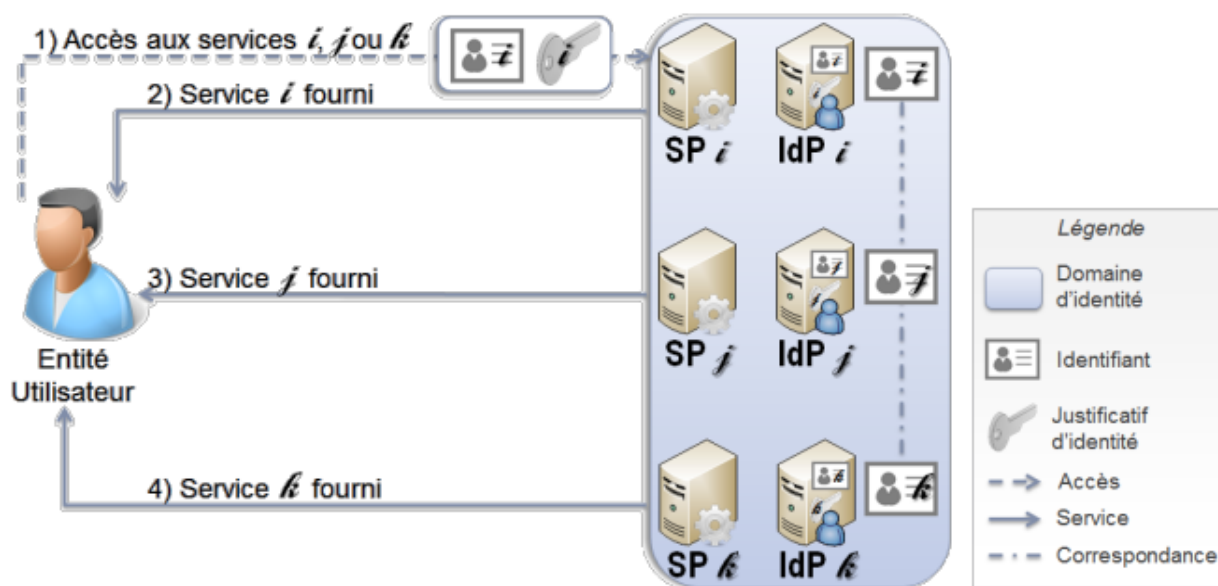 1) Accès aux services i, j ou k
i
i
2) Service i fourni
i
i
i
SP i
IdP i
3) Service j fourni
j
j
j
SP j
IdP j
Entité
Utilisateur
4) Service k fourni
k
k
k
SP k
IdP k
Légende
Domaine
d'identité
Identifiant
Justificatif
d'identité
Accès
Service
Correspondance